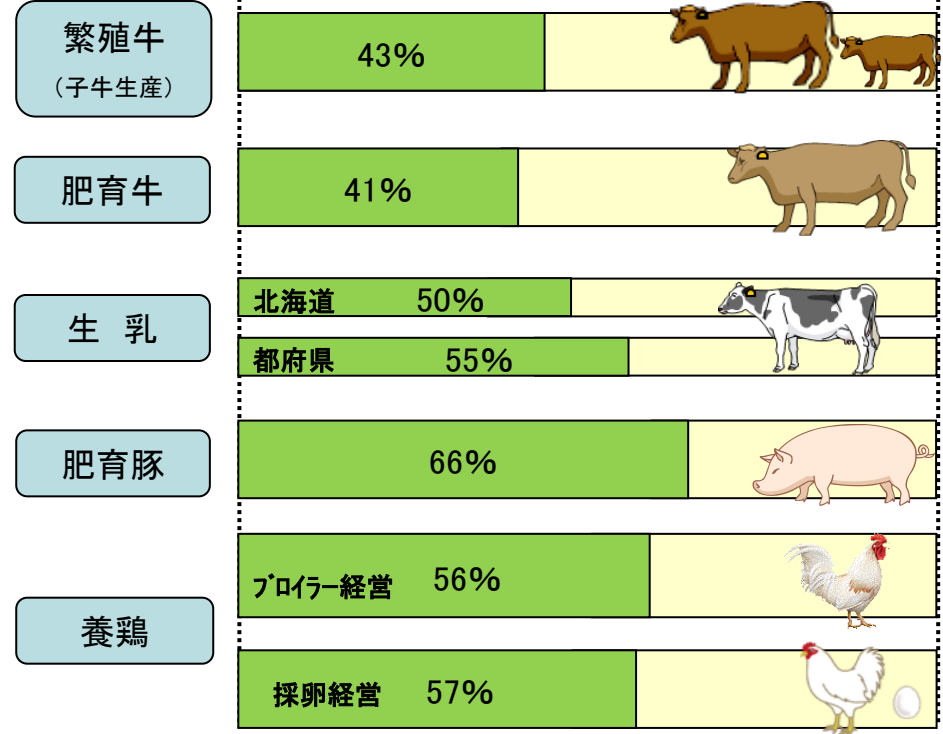 繁殖牛
（子牛生産）
43%
肥育牛
41%
生 乳
北海道 50%
都府県 55%
肥育豚
66%
養鶏
ﾌﾞﾛｲﾗｰ経営 56%
採卵経営 57%